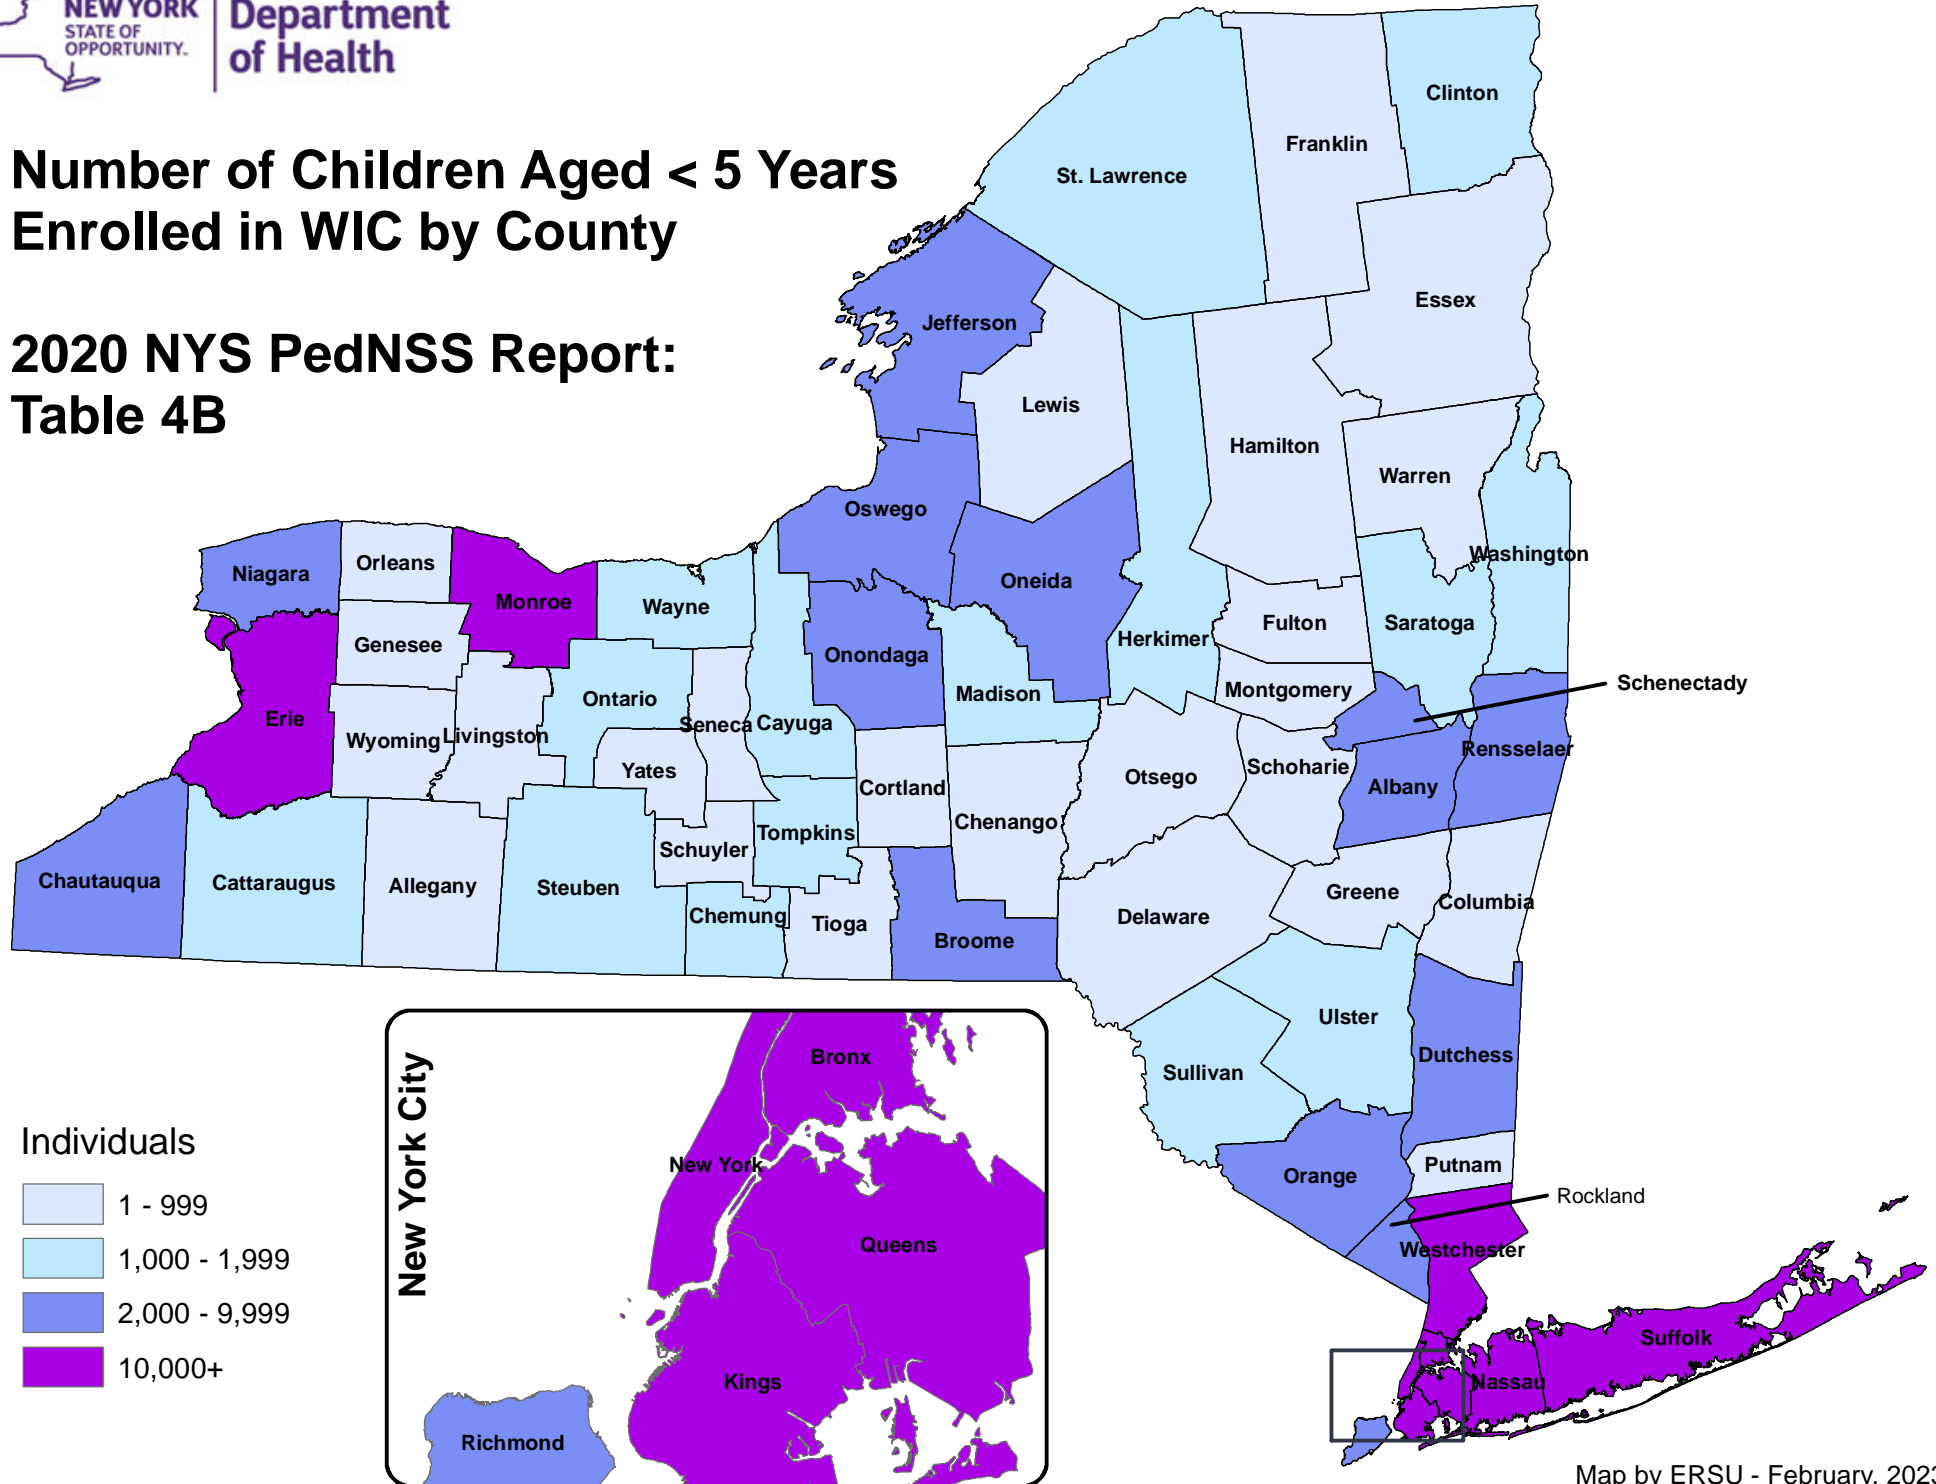 NEW YORK
STATE OF
OPPORTUNITY.
Department
of Health
Number of Children Aged < 5 Years
Enrolled in WIC by County
2020 NYS PedNSS Report:
Table 4B
Clinton
Franklin
St. Lawrence
Essex
Jefferson
Lewis
Hamilton
Warren
Oswego
Washington
Orleans
Niagara
Oneida
Monroe
Wayne
Fulton
Saratoga
Herkimer
Genesee
Onondaga
Schenectady
Montgomery
Madison
Ontario
Erie
Seneca
Cayuga
Livingston
Wyoming
Rensselaer
Schoharie
Yates
Otsego
Albany
Cortland
Chenango
Tompkins
Schuyler
Chautauqua
Cattaraugus
Allegany
Steuben
Greene
Columbia
Chemung
Delaware
Tioga
Broome
Ulster
Dutchess
Sullivan
Putnam
Orange
Rockland
Westchester
Suffolk
Nassau
New York City
Bronx
New York
Queens
Kings
Richmond
Individuals
1 - 999
1,000 - 1,999
2,000 - 9,999
10,000+
Map by ERSU - February, 2023